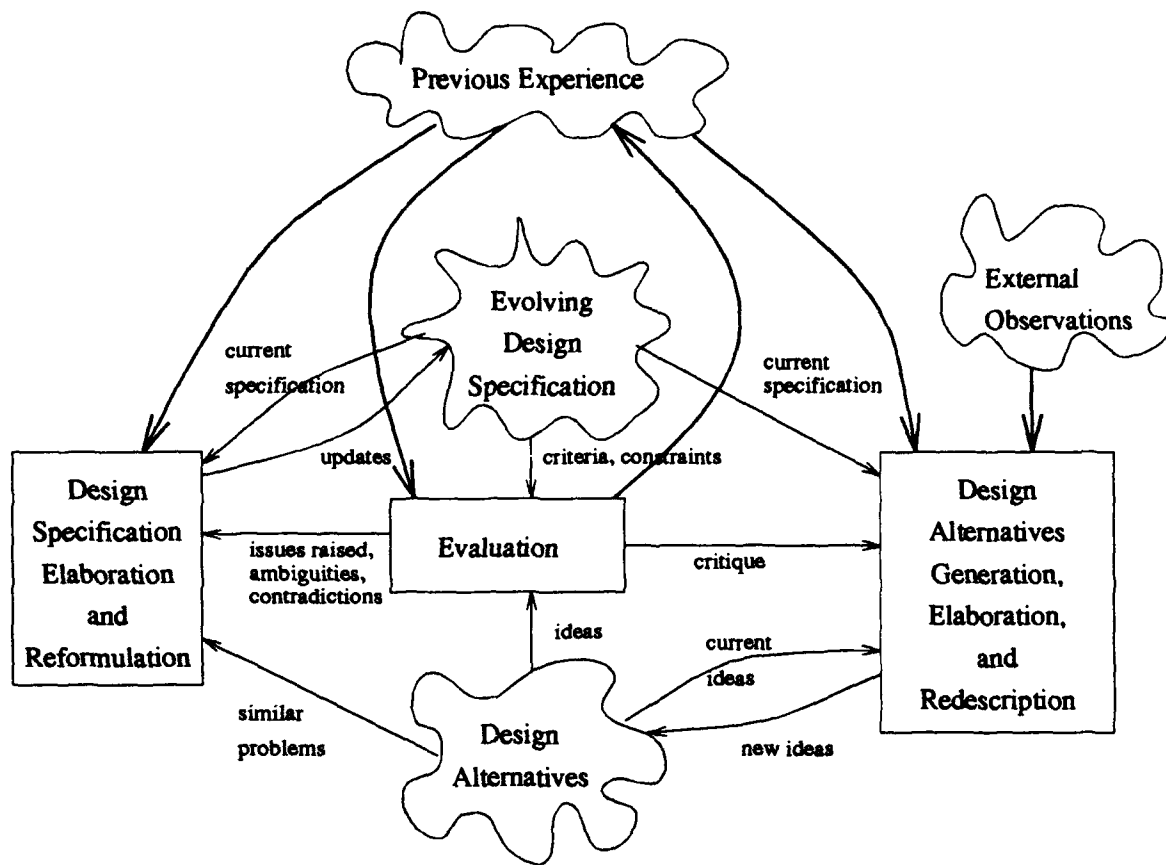 Previous Experience
External
Observations
Evolving
Design
Specification
current
specification
current
specification
updates
criteria, constraints
Design
Specification
Elaboration
and
Reformulation
Evaluation
issues raised,
ambiguities,
contradictions
critique
Design
Alternatives
Generation,
Elaboration,
and
Redescription
ideas
current
ideas
similar
problems
new ideas
Design
Alternatives